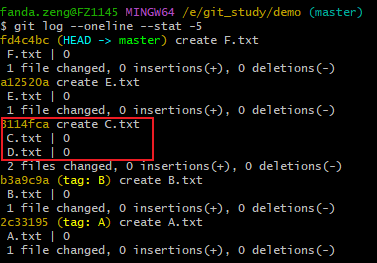 fanda.zeng@FZ1145 MINGW64 /e/git_study/demo (master)
$ git log --oneline --stat -5
fd4c4bc (HEAD -> master) create F.txt
 F.txt | 0
 1 file changed, 0 insertions(+), 0 deletions(-)
a12520a create E.txt
 E.txt | 0
 1 file changed, 0 insertions(+), 0 deletions(-)
8114fca create C.txt
 C.txt | 0
 D.txt | 0
 2 files changed, 0 insertions(+), 0 deletions(-)
b3a9c9a (tag: B) create B.txt
 B.txt | 0
 1 file changed, 0 insertions(+), 0 deletions(-)
2c33195 (tag: A) create A.txt
 A.txt | 0
 1 file changed, 0 insertions(+), 0 deletions(-)